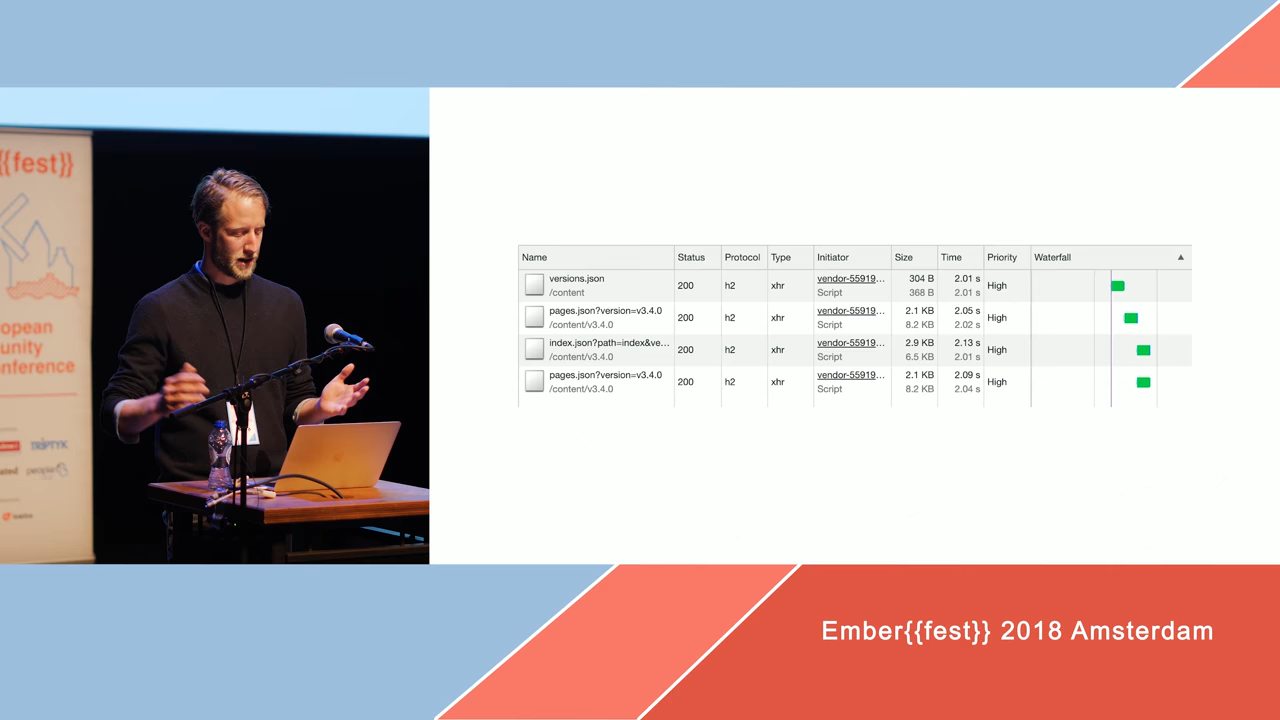 {{fest}}
opean
unity
nference
TRIPTYK
ated
people
Name Status Protocol Type Initiator Size Time Priority Waterfall ▲
versions.json 200 h2 xhr vendor-55919… 304 B 2.01 s High
/content Script 368 B 2.01 s
pages.json?version=v3.4.0 200 h2 xhr vendor-55919… 2.1 KB 2.05 s High
/content/v3.4.0 Script 8.2 KB 2.02 s
index.json?path=index&ve… 200 h2 xhr vendor-55919… 2.9 KB 2.13 s High
/content/v3.4.0 Script 6.5 KB 2.01 s
pages.json?version=v3.4.0 200 h2 xhr vendor-55919… 2.1 KB 2.09 s High
/content/v3.4.0 Script 8.2 KB 2.04 s
Ember{{fest}} 2018 Amsterdam